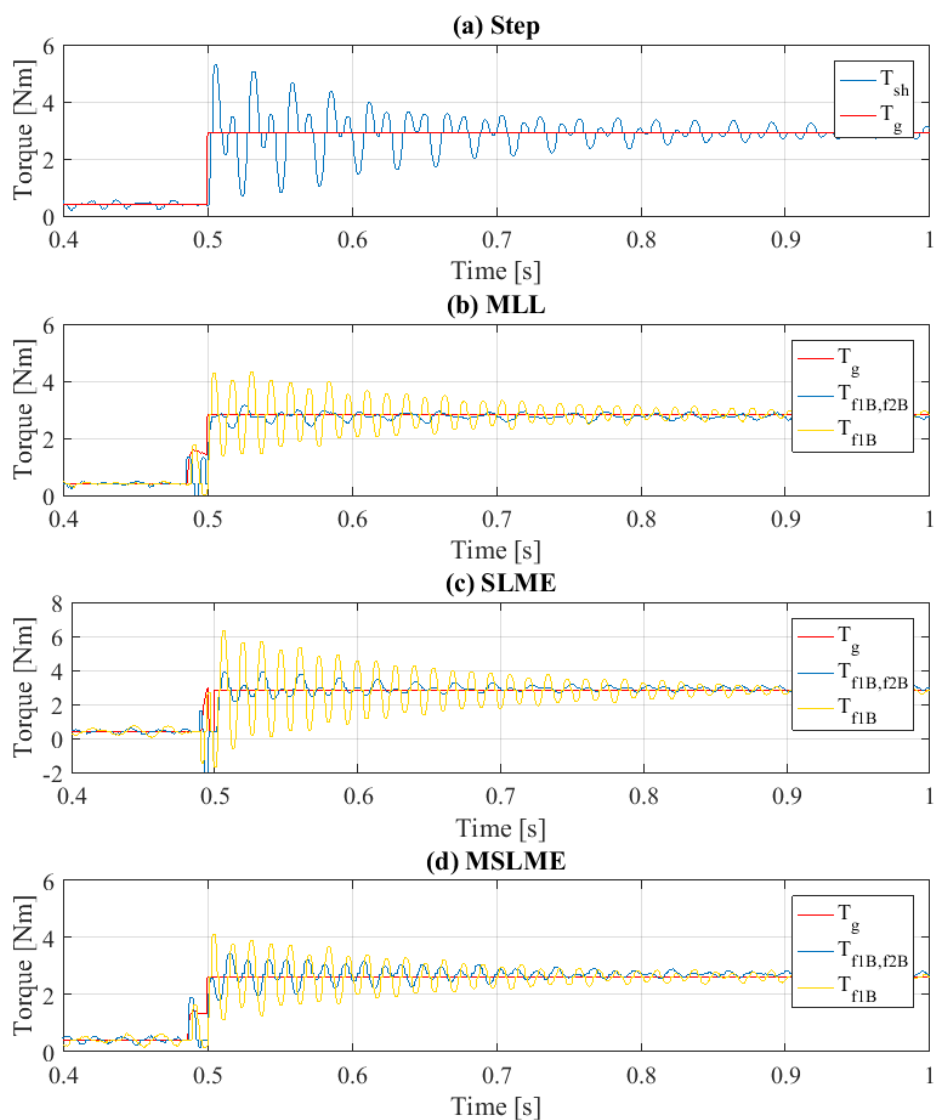 (a) Step
Torque [Nm]
6
4
2
0
T_sh
T_g
0.4 0.5 0.6 0.7 0.8 0.9 1
Time [s]
(b) MLL
Torque [Nm]
6
4
2
0
T_g
T_f1B,f2B
T_f1B
0.4 0.5 0.6 0.7 0.8 0.9 1
Time [s]
(c) SLME
Torque [Nm]
8
6
4
2
0
-2
T_g
T_f1B,f2B
T_f1B
0.4 0.5 0.6 0.7 0.8 0.9 1
Time [s]
(d) MSLME
Torque [Nm]
6
4
2
0
T_g
T_f1B,f2B
T_f1B
0.4 0.5 0.6 0.7 0.8 0.9 1
Time [s]